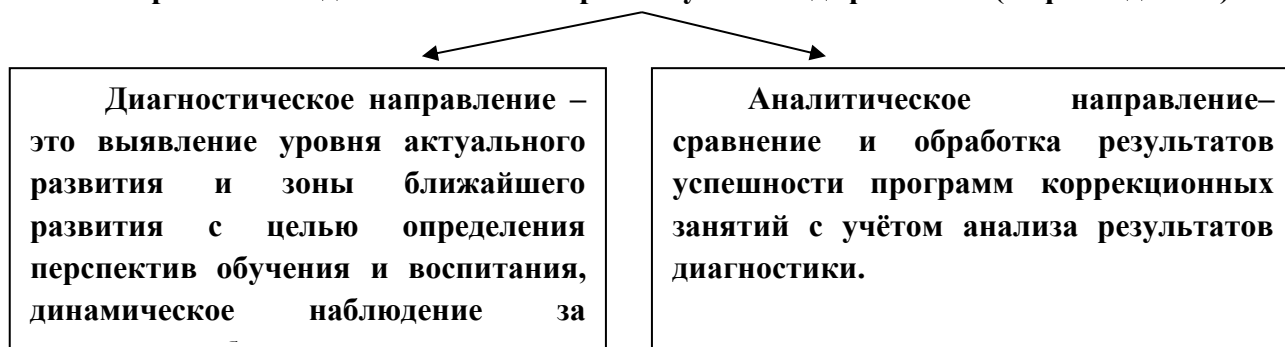 Диагностическое направление –
это выявление уровня актуального
развития и зоны ближайшего
развития с целью определения
перспектив обучения и воспитания,
динамическое наблюдение за
Аналитическое направление–
сравнение и обработка результатов
успешности программ коррекционных
занятий с учётом анализа результатов
диагностики.